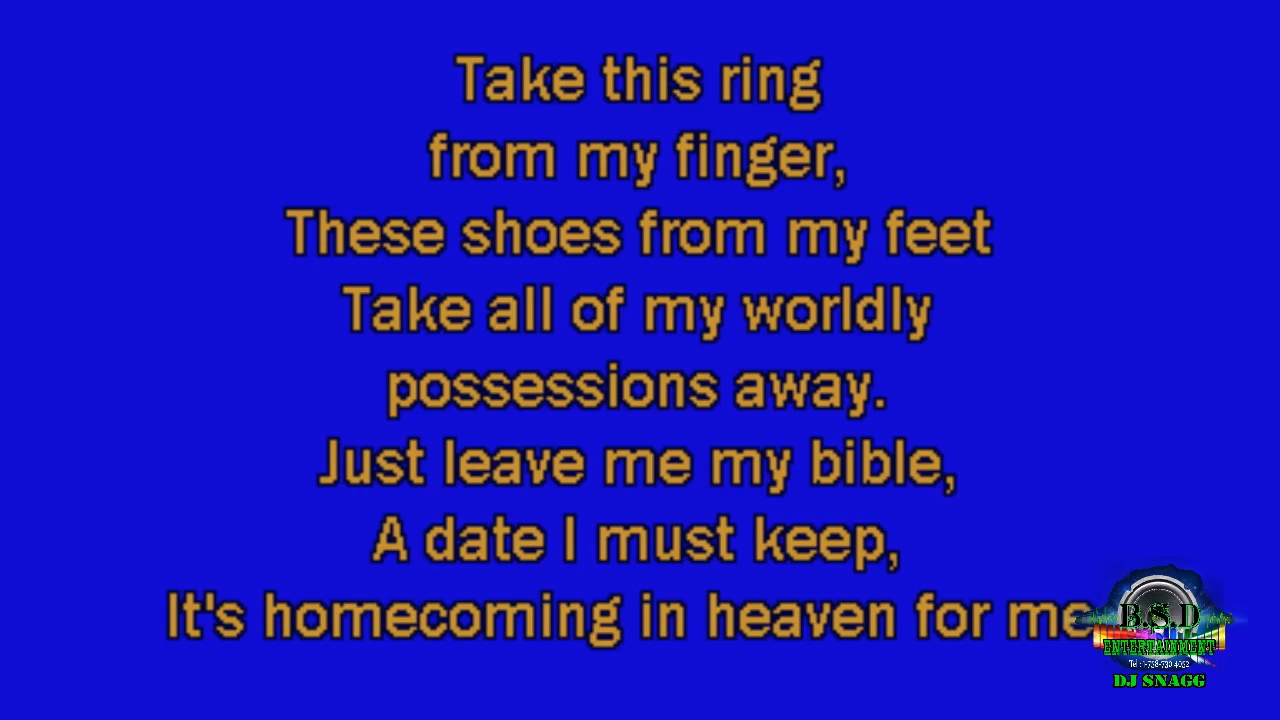 Take this ring
from my finger,
These shoes from my feet
Take all of my worldly
possessions away.
Just leave me my bible,
A date I must keep,
It's homecoming in heaven for me
B.S.D
ENTERTAINMENT
DJ SNAGG